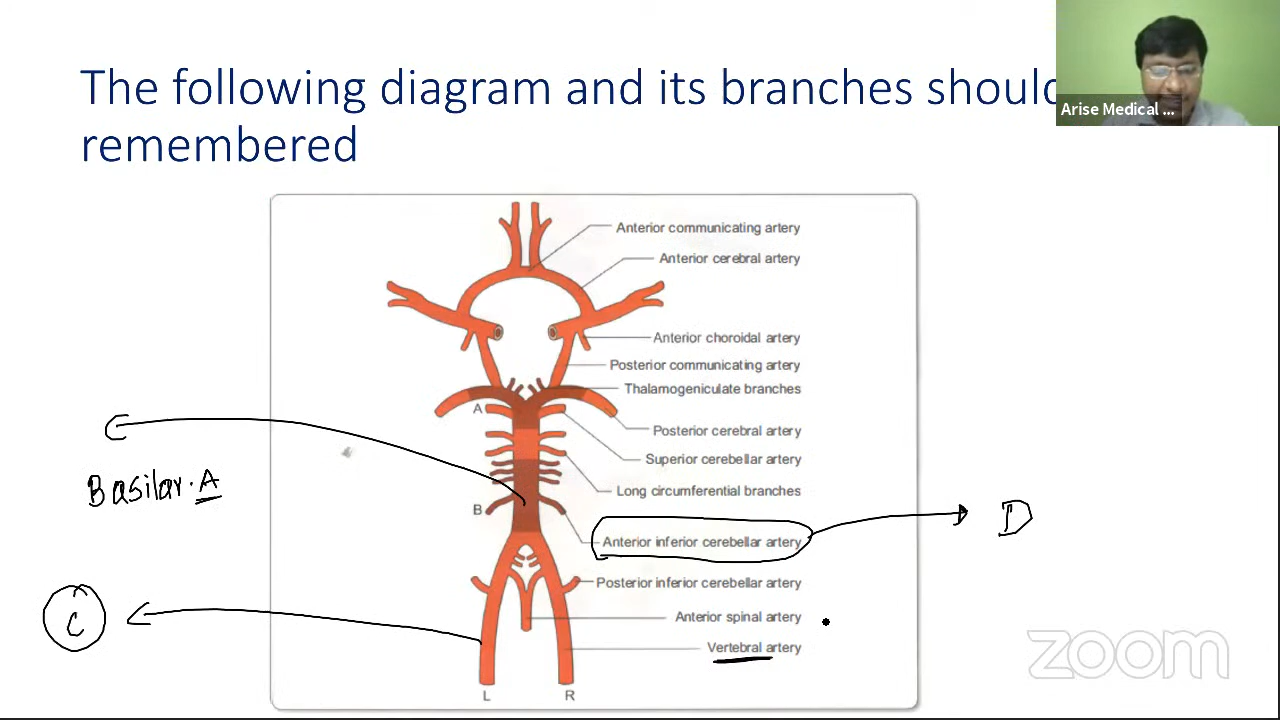 The following diagram and its branches should
remembered
Arise Medical ...
Anterior communicating artery
Anterior cerebral artery
Anterior choroidal artery
Posterior communicating artery
Thalamogeniculate branches
A
Posterior cerebral artery
Superior cerebellar artery
Basilar. A
Long circumferential branches
B
D
Anterior inferior cerebellar artery
Posterior inferior cerebellar artery
C
Anterior spinal artery
Vertebral artery
zoom
L R